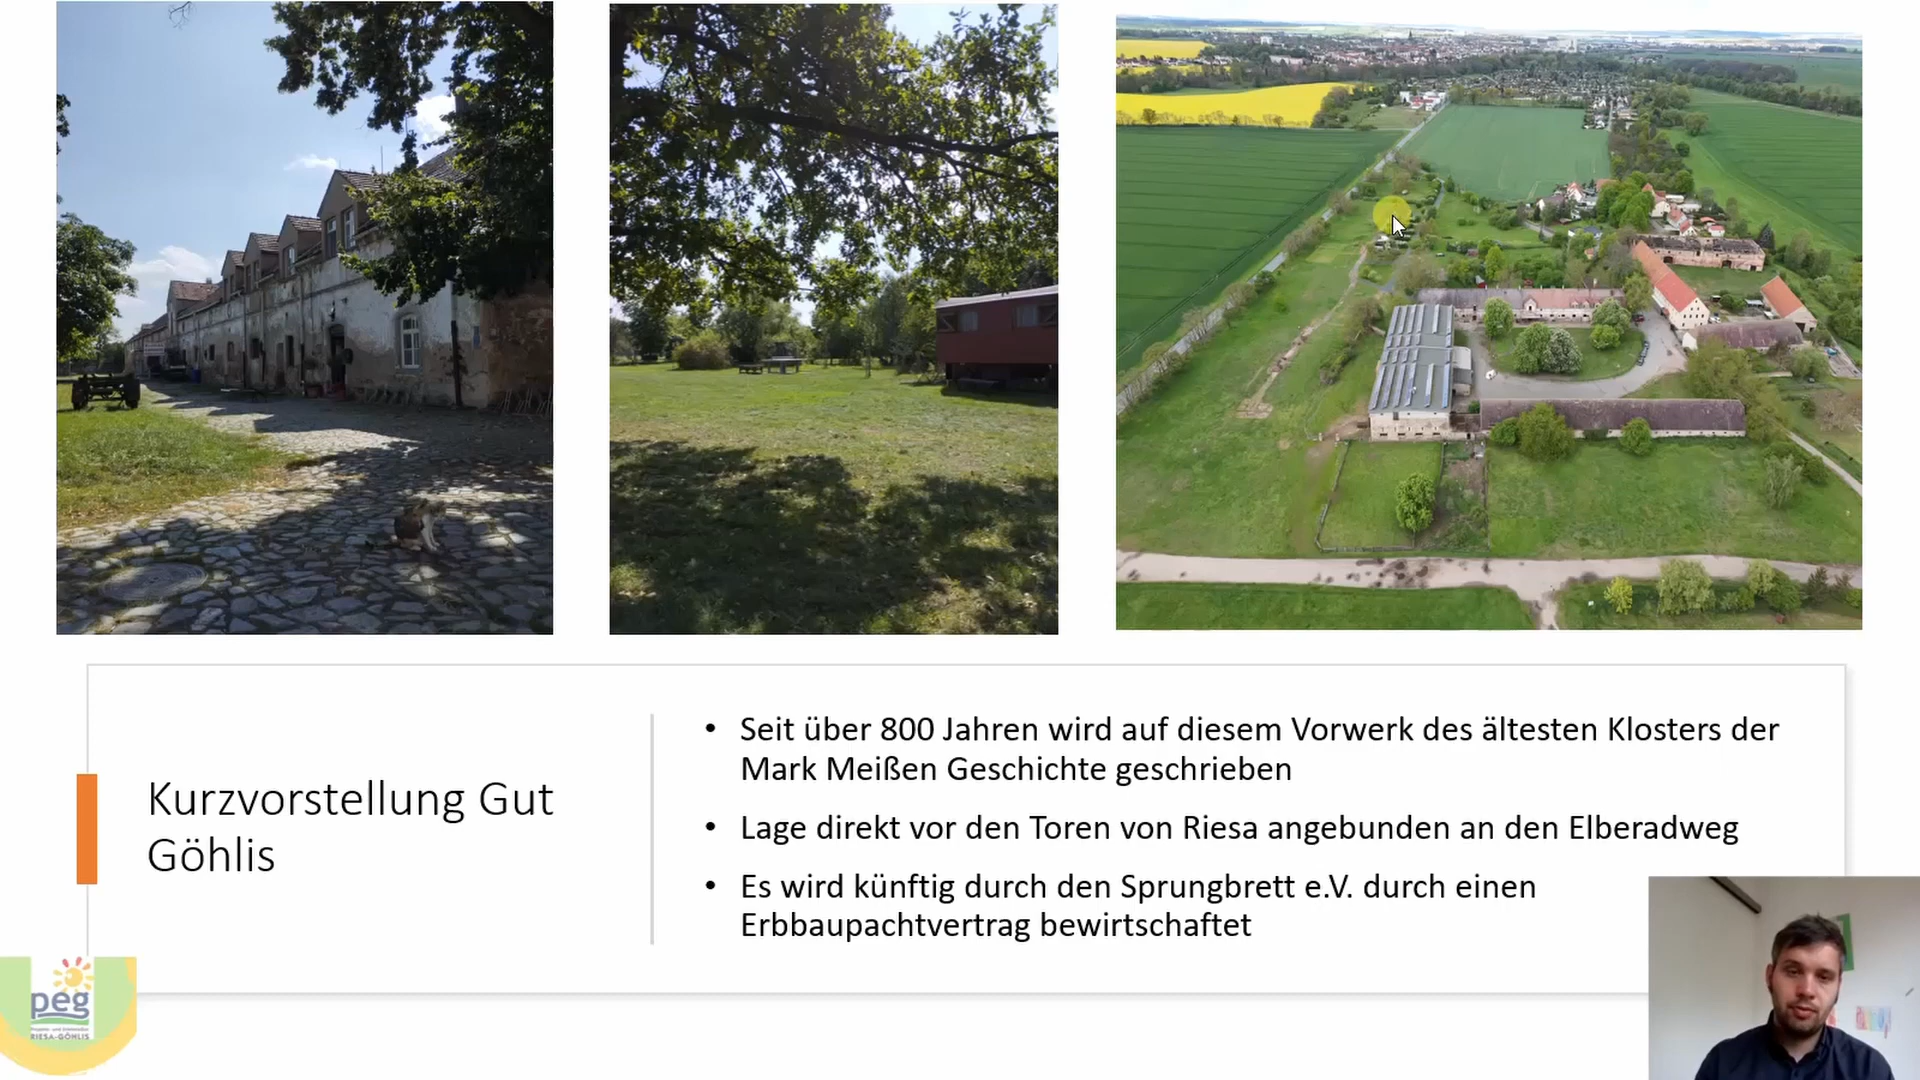 Kurzvorstellung Gut
Göhlis
• Seit über 800 Jahren wird auf diesem Vorwerk des ältesten Klosters der
Mark Meißen Geschichte geschrieben
• Lage direkt vor den Toren von Riesa angebunden an den Elberadweg
• Es wird künftig durch den Sprungbrett e.V. durch einen
Erbbaupachtvertrag bewirtschaftet
peg
RIESA-GÖHLIS